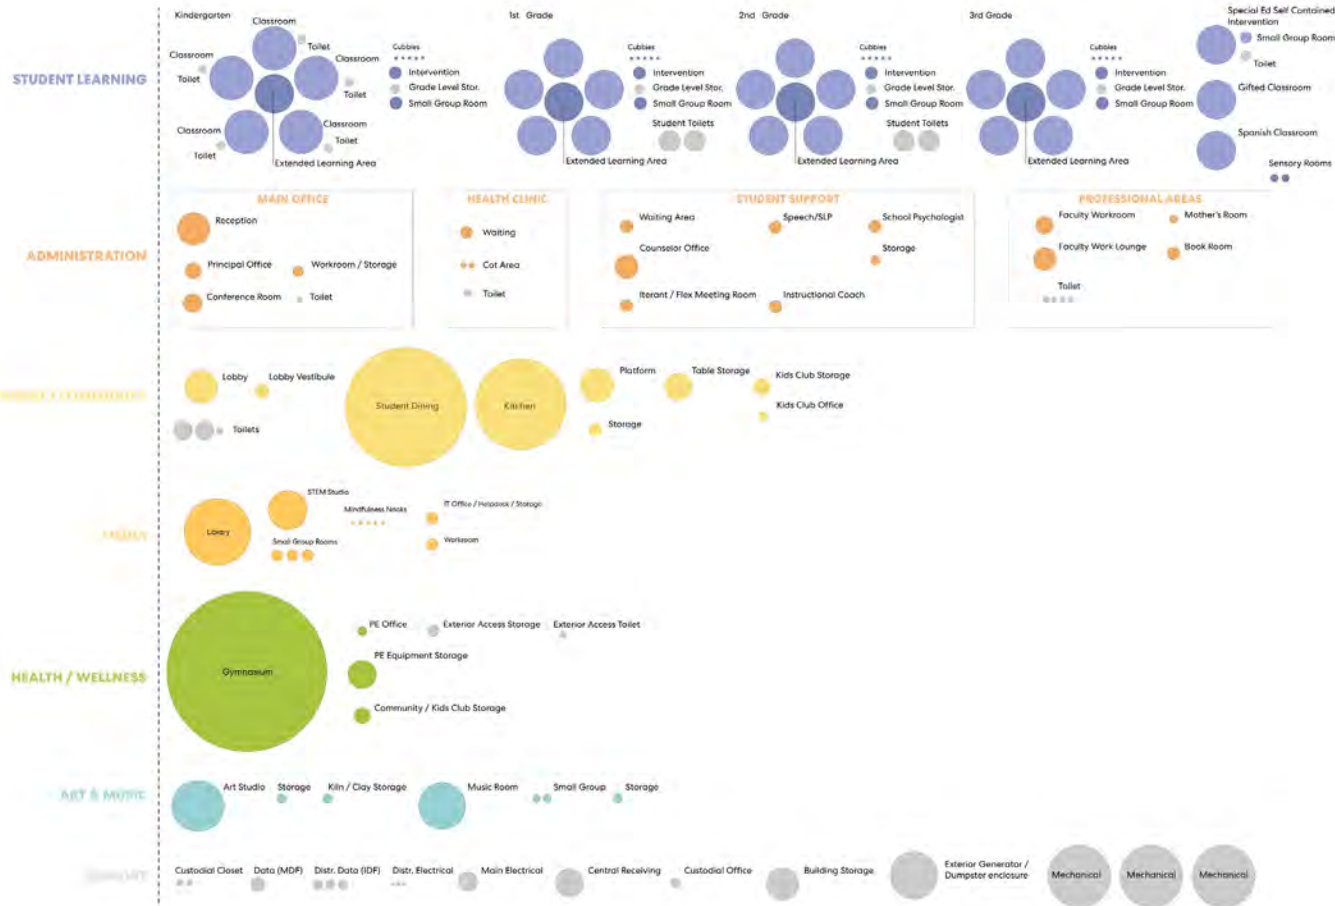 Kindergarten
Classroom
Toilet
Classroom
Toilet
Classroom
Toilet
Classroom
Toilet
Classroom
Toilet
Extended Learning Area
Cubbies
Intervention
Grade Level Stor.
Small Group Room
1st Grade
Cubbies
Intervention
Grade Level Stor.
Small Group Room
Student Toilets
Extended Learning Area
2nd Grade
Cubbies
Intervention
Grade Level Stor.
Small Group Room
Student Toilets
Extended Learning Area
3rd Grade
Cubbies
Intervention
Grade Level Stor.
Small Group Room
Extended Learning Area
Special Ed Self Contained
Intervention
Small Group Room
Toilet
Gifted Classroom
Spanish Classroom
Sensory Rooms
STUDENT LEARNING
ADMINISTRATION
MAIN OFFICE
Reception
Principal Office
Workroom / Storage
Conference Room
Toilet
HEALTH CLINIC
Waiting
Cot Area
Toilet
STUDENT SUPPORT
Waiting Area
Speech/SLP
School Psychologist
Counselor Office
Storage
Iterant / Flex Meeting Room
Instructional Coach
PROFESSIONAL AREAS
Faculty Workroom
Mother's Room
Faculty Work Lounge
Book Room
Toilet
Lobby
Lobby Vestibule
Toilets
Student Dining
Kitchen
Platform
Storage
Table Storage
Kids Club Storage
Kids Club Office
MEDIA
Library
STEM Studio
Small Group Rooms
Mindfulness Nooks
IT Office / Helpdesk / Storage
Workroom
HEALTH / WELLNESS
Gymnasium
PE Office
Exterior Access Storage
Exterior Access Toilet
PE Equipment Storage
Community / Kids Club Storage
ART & MUSIC
Art Studio
Storage
Kiln / Clay Storage
Music Room
Small Group
Storage
SUPPORT
Custodial Closet
Data (MDF)
Distr. Data (IDF)
Distr. Electrical
Main Electrical
Central Receiving
Custodial Office
Building Storage
Exterior Generator /
Dumpster enclosure
Mechanical
Mechanical
Mechanical